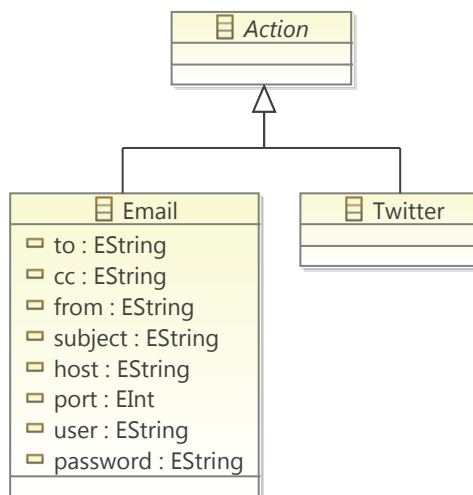 Action
Email
to : EString
cc : EString
from : EString
subject : EString
host : EString
port : EInt
user : EString
password : EString
Twitter